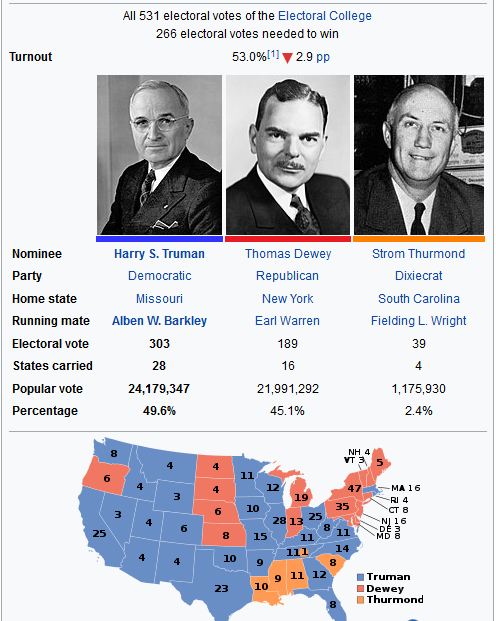 All 531 electoral votes of the Electoral College
266 electoral votes needed to win
Turnout 53.0%[1] ▼ 2.9 pp
Nominee Harry S. Truman Thomas Dewey Strom Thurmond
Party Democratic Republican Dixiecrat
Home state Missouri New York South Carolina
Running mate Alben W. Barkley Earl Warren Fielding L. Wright
Electoral vote 303 189 39
States carried 28 16 4
Popular vote 24,179,347 21,991,292 1,175,930
Percentage 49.6% 45.1% 2.4%
8
4
4
11
NH 4
VT 3
5
6
4
3
4
12
19
47
MA 16
RI 4
CT 8
3
4
6
6
10
28
13
25
35
NJ 16
DE 3
MD 8
25
8
15
11
8
11
4
4
10
9
11
1
14
23
10
9
11
12
8
8
Truman
Dewey
Thurmond